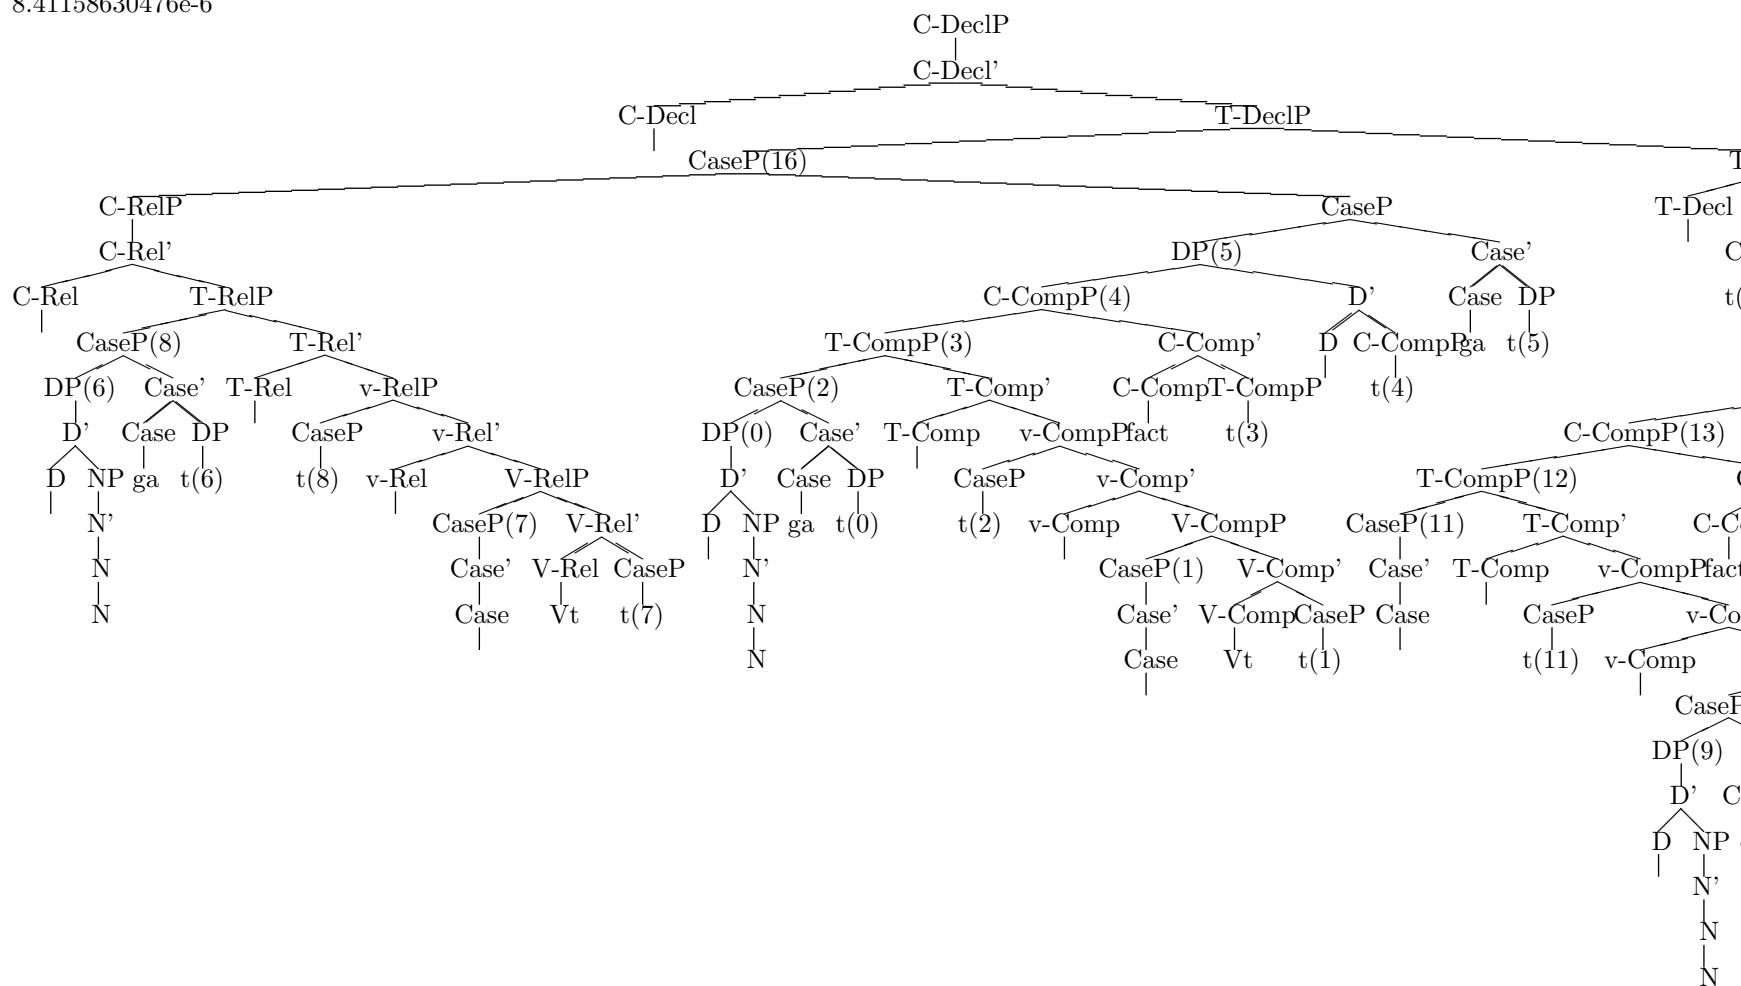 8.41158630476e-6
C-DeclP
C-Decl'
C-Decl T-DeclP
CaseP(16)
C-RelP CaseP T-Decl
C-Rel' DP(5) Case'
C-Rel T-RelP C-CompP(4) D' Case DP
CaseP(8) T-Rel' T-CompP(3) C-Comp' D C-CompP ga t(5)
DP(6) Case' T-Rel v-RelP CaseP(2) T-Comp' C-Comp T-CompP t(4)
D' Case DP CaseP v-Rel' DP(0) Case' T-Comp v-CompP fact t(3) C-CompP(13)
D NP ga t(6) t(8) v-Rel V-RelP D' Case DP CaseP v-Comp' T-CompP(12)
N' CaseP(7) V-Rel' D NP ga t(0) t(2) v-Comp V-CompP CaseP(11) T-Comp'
N Case' V-Rel CaseP N' CaseP(1) V-Comp' Case' T-Comp v-CompP fact
N Case Vt t(7) N Case' V-Comp CaseP Case CaseP
N Case Vt t(1) t(11) v-Comp
CaseP
DP(9)
D'
D NP
N'
N
N